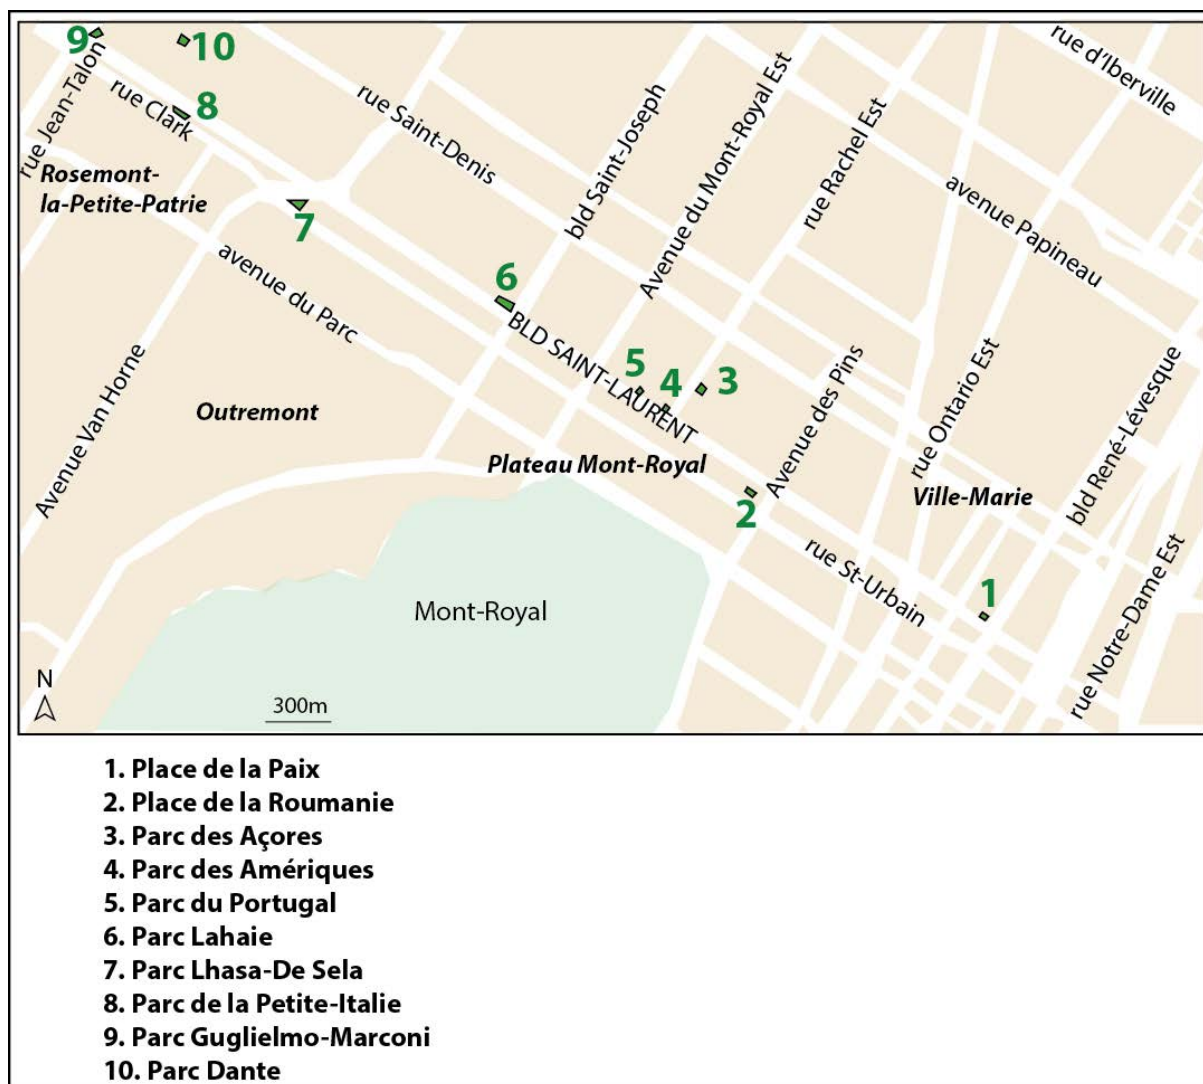 9
10
rue d'Iberville
rue Jean-Talon
rue Clark
8
rue Saint-Denis
bld Saint-Joseph
Avenue du Mont-Royal Est
rue Rachel Est
Rosemont-
la-Petite-Patrie
7
avenue Papineau
avenue du Parc
6
BLD SAINT-LAURENT
5
4
3
Avenue Van Horne
Outremont
Plateau Mont-Royal
Avenue des Pins
rue Ontario Est
bld René-Lévesque
Ville-Marie
2
rue St-Urbain
1
rue Notre-Dame Est
Mont-Royal
N
300m
1. Place de la Paix
2. Place de la Roumanie
3. Parc des Açores
4. Parc des Amériques
5. Parc du Portugal
6. Parc Lahaie
7. Parc Lhasa-De Sela
8. Parc de la Petite-Italie
9. Parc Guglielmo-Marconi
10. Parc Dante